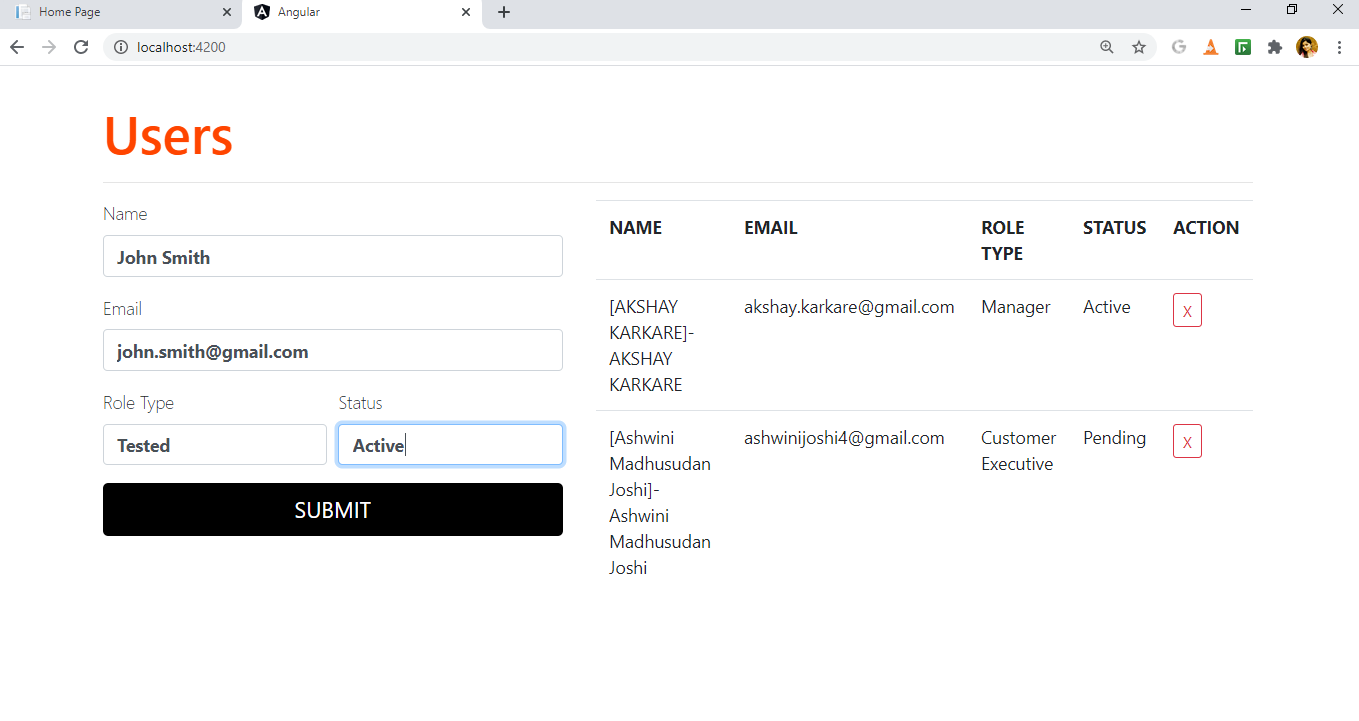 Home Page
Angular
localhost:4200
Users
Name
John Smith
Email
john.smith@gmail.com
Role Type Status
Tested Active
SUBMIT
NAME EMAIL ROLE TYPE STATUS ACTION
[AKSHAY
KARKARE]-
AKSHAY
KARKARE
akshay.karkare@gmail.com
Manager
Active
X
[Ashwini
Madhusudan
Joshi]-
Ashwini
Madhusudan
Joshi
ashwinijoshi4@gmail.com
Customer
Executive
Pending
X